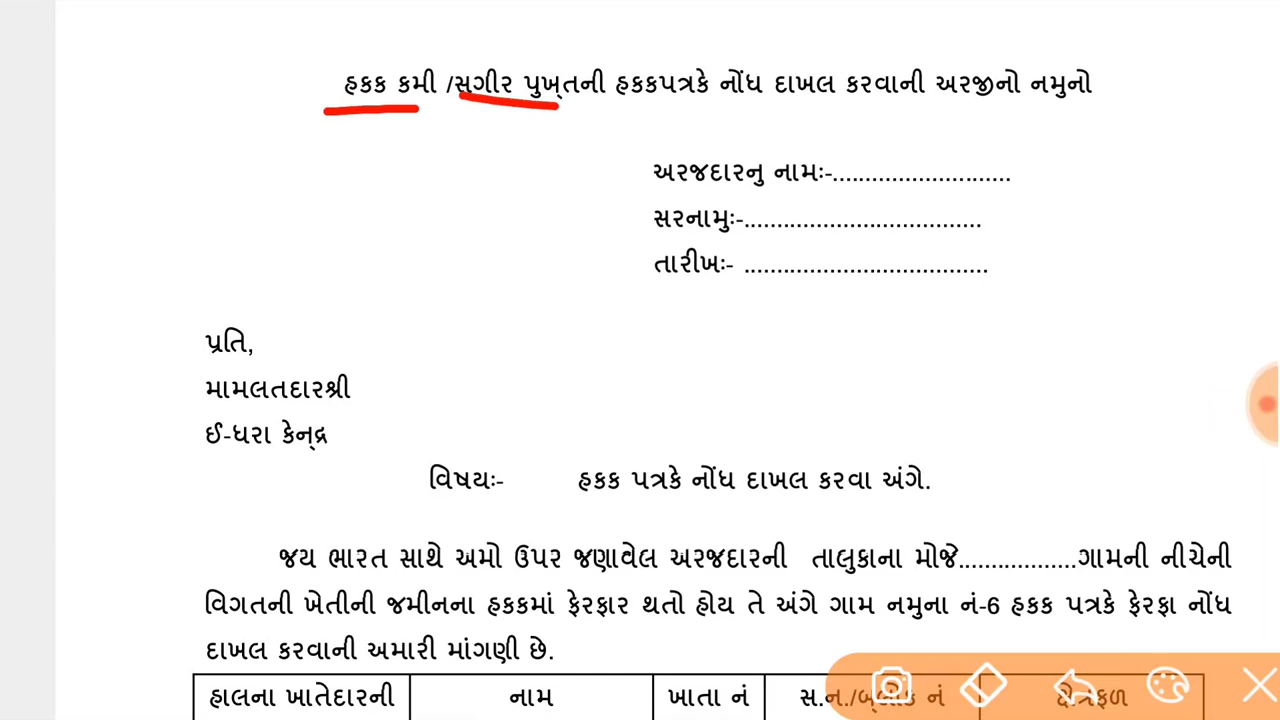 હકક કમી /સગીર પુખ્તની હકકપત્રકે નોંધ દાખલ કરવાની અરજીનો નમુનો
અરજદારનુ નામઃ-...........................
સરનામુઃ-....................................
તારીખઃ- .....................................
પ્રતિ,
મામલતદારશ્રી
ઈ-ધરા કેન્દ્ર
વિષયઃ- હકક પત્રકે નોંધ દાખલ કરવા અંગે.
જય ભારત સાથે અમો ઉપર જણાવેલ અરજદારની તાલુકાના મોજે..................ગામની નીચેની
વિગતની ખેતીની જમીનના હકકમાં ફેરફાર થતો હોય તે અંગે ગામ નમુના નં-6 હકક પત્રકે ફેરફા નોંધ
દાખલ કરવાની અમારી માંગણી છે.
હાલના ખાતેદારની નામ ખાતા નં સ.ન./બ્લોક નં ક્ષેત્રફળ